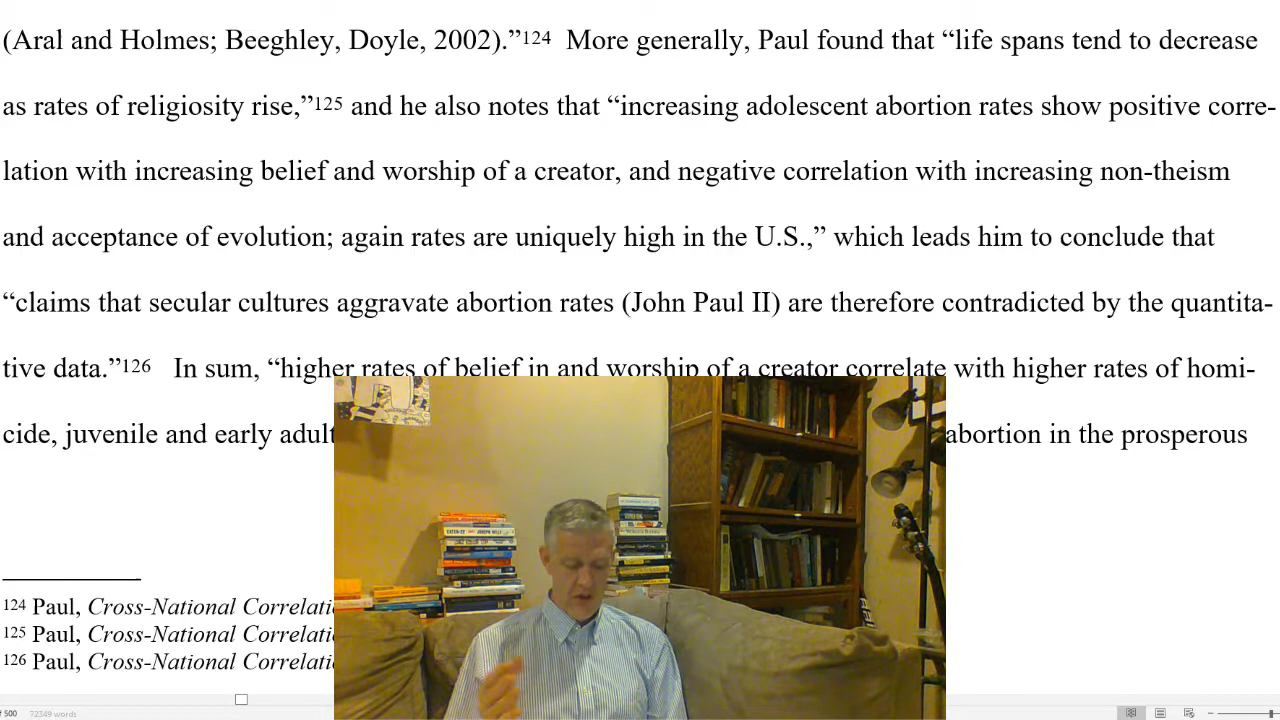 (Aral and Holmes; Beeghley, Doyle, 2002).”124 More generally, Paul found that “life spans tend to decrease
as rates of religiosity rise,”125 and he also notes that “increasing adolescent abortion rates show positive corre-
lation with increasing belief and worship of a creator, and negative correlation with increasing non-theism
and acceptance of evolution; again rates are uniquely high in the U.S.,” which leads him to conclude that
“claims that secular cultures aggravate abortion rates (John Paul II) are therefore contradicted by the quantita-
tive data.”126 In sum, “higher rates of belief in and worship of a creator correlate with higher rates of homi-
cide, juvenile and early adult abortion in the prosperous
124 Paul, Cross-National Correlati
125 Paul, Cross-National Correlati
126 Paul, Cross-National Correlati
f 500 72349 words